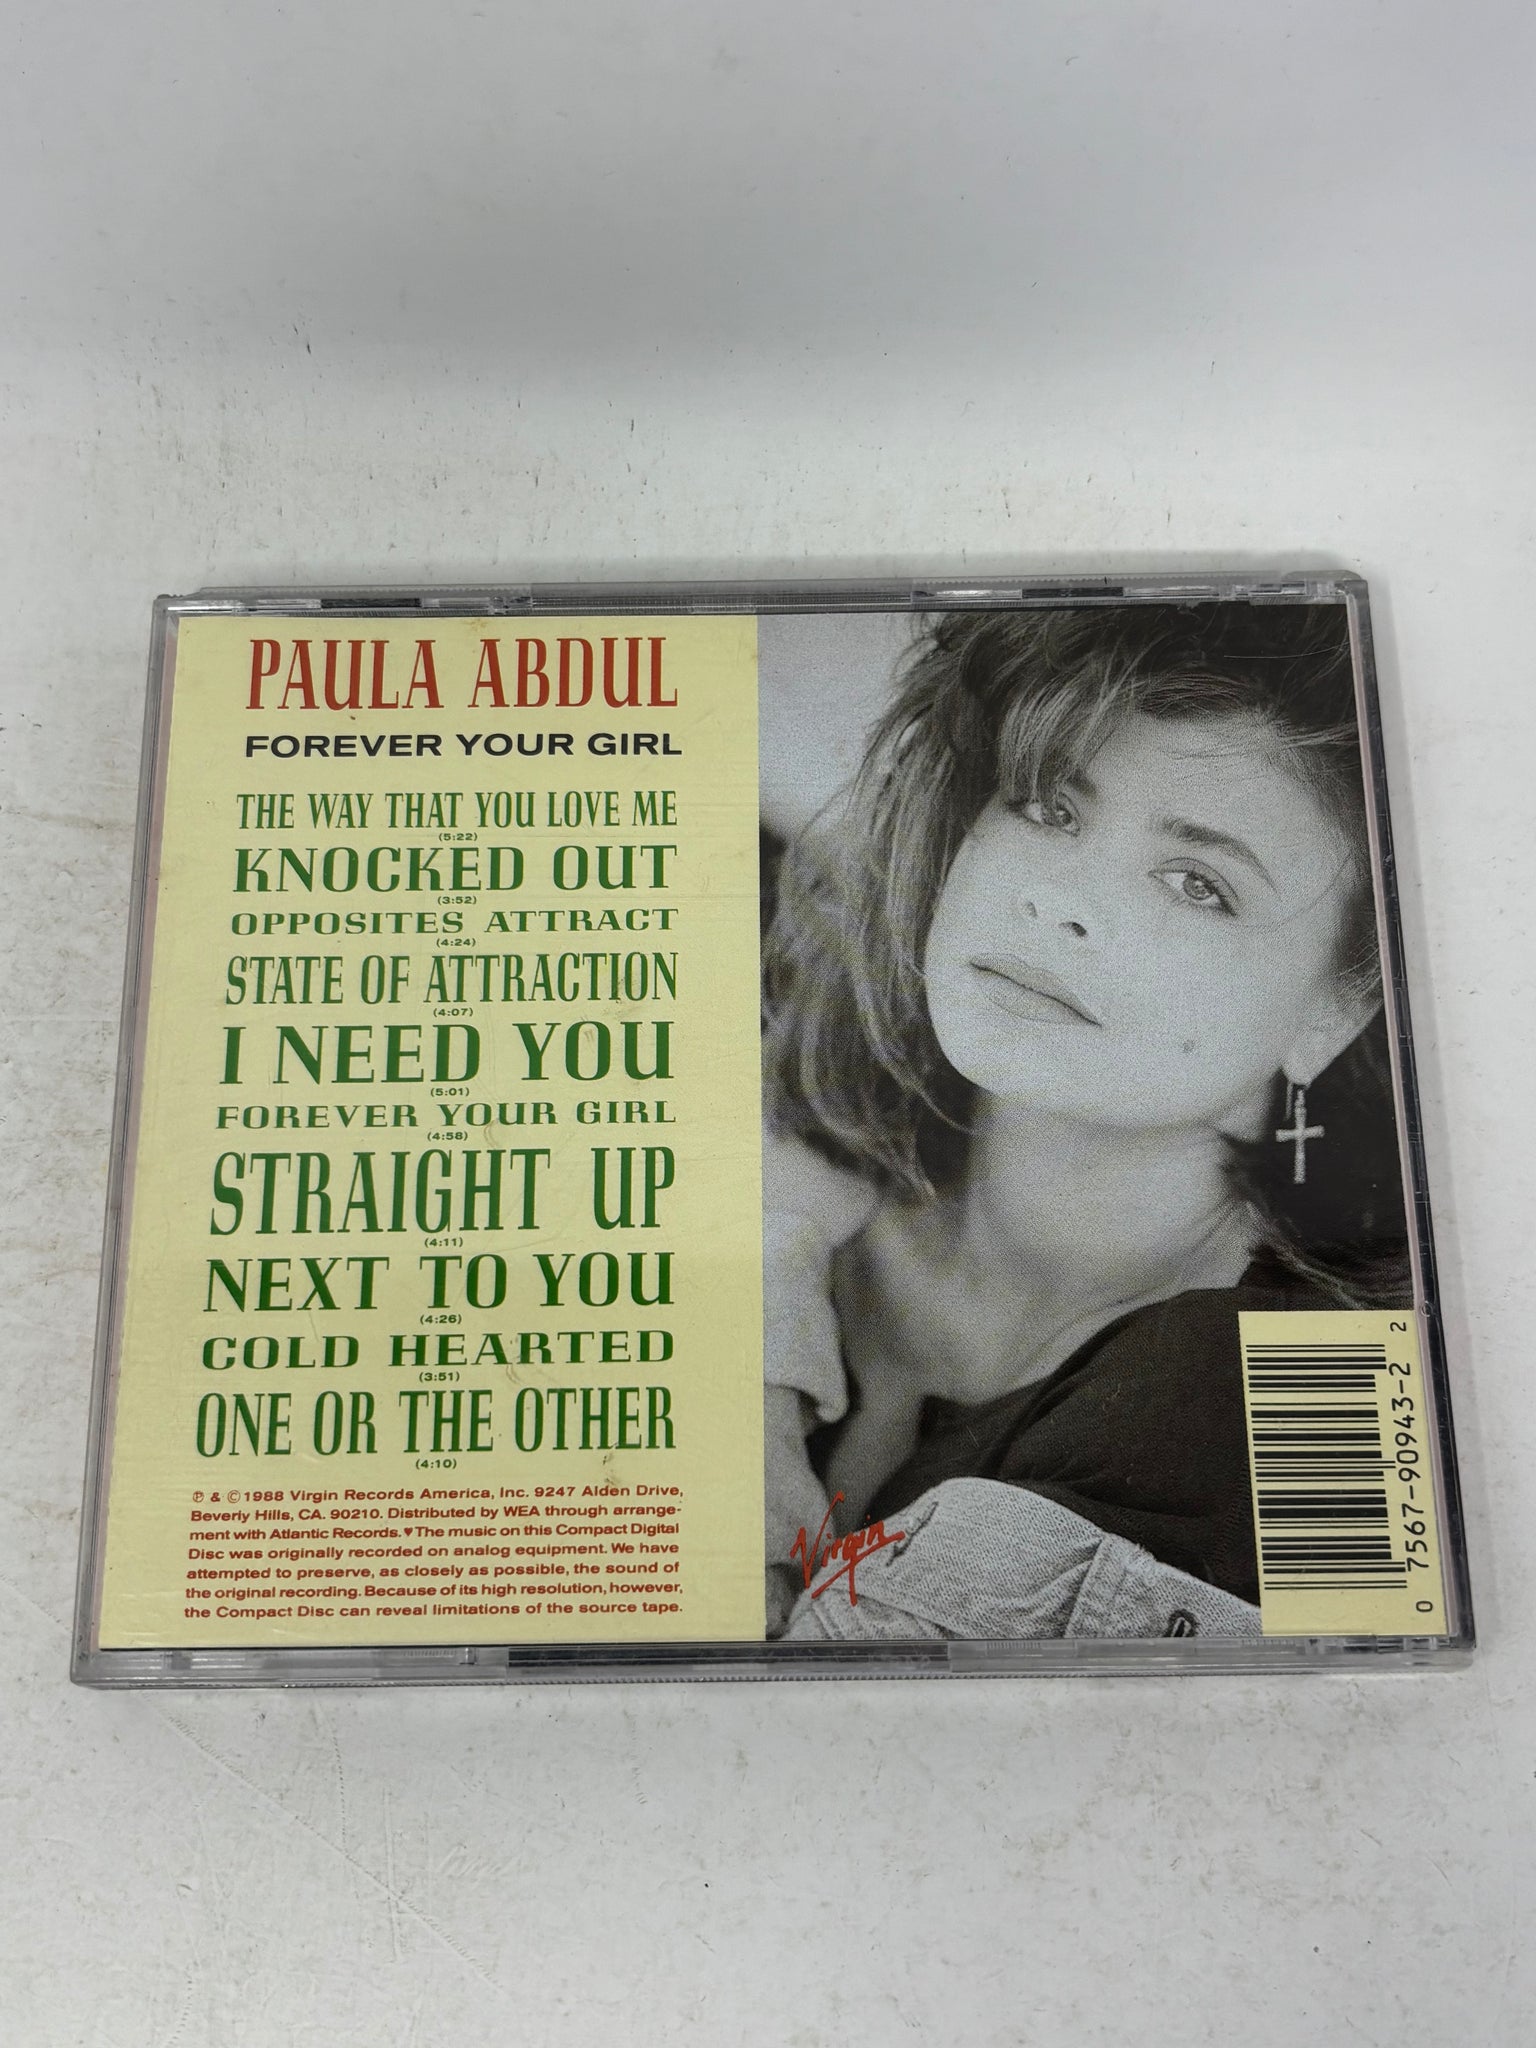 PAULA ABDUL
FOREVER YOUR GIRL
THE WAY THAT YOU LOVE ME
(5:22)
KNOCKED OUT
(3:52)
OPPOSITES ATTRACT
(4:24)
STATE OF ATTRACTION
(4:07)
I NEED YOU
(5:01)
FOREVER YOUR GIRL
(4:58)
STRAIGHT UP
(4:11)
NEXT TO YOU
(4:26)
COLD HEARTED
(3:51)
ONE OR THE OTHER
(4:10)
℗ & ©1988 Virgin Records America, Inc. 9247 Alden Drive,
Beverly Hills, CA. 90210. Distributed by WEA through arrange-
ment with Atlantic Records.♥The music on this Compact Digital
Disc was originally recorded on analog equipment. We have
attempted to preserve, as closely as possible, the sound of
the original recording. Because of its high resolution, however,
the Compact Disc can reveal limitations of the source tape.
Virgin
0 7567-90943-2 2